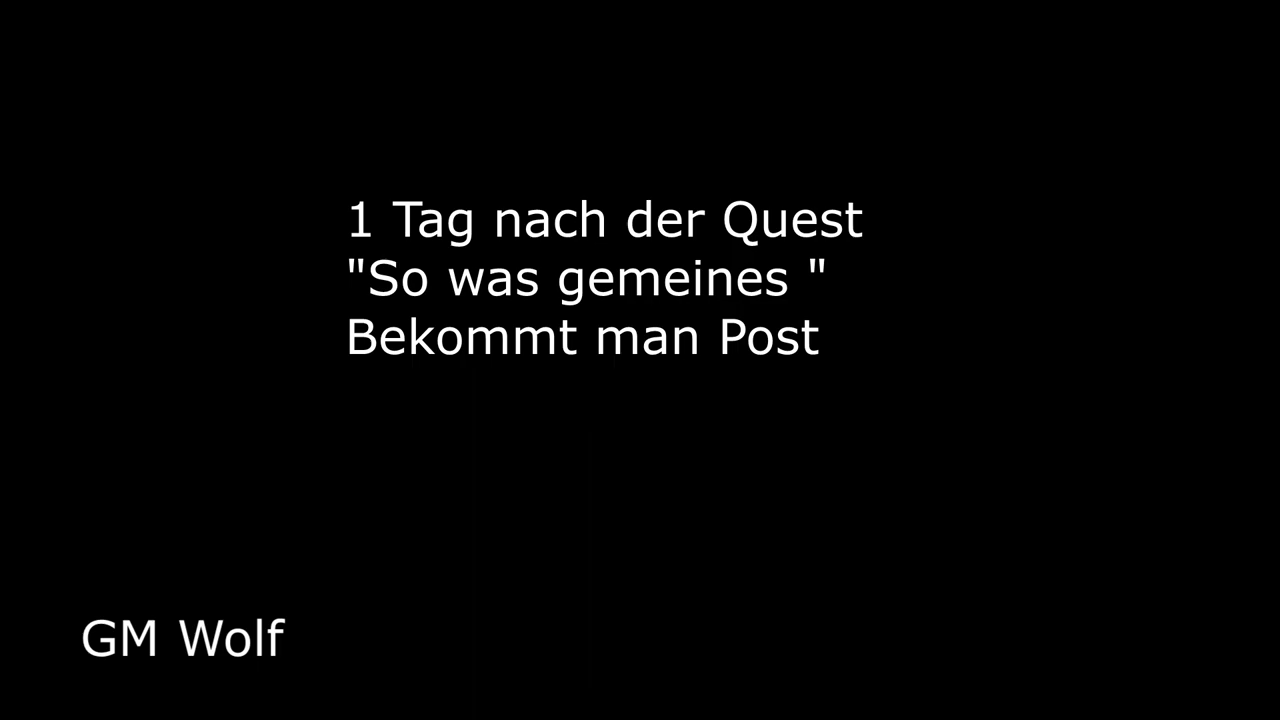 1 Tag nach der Quest
"So was gemeines "
Bekommt man Post
GM Wolf